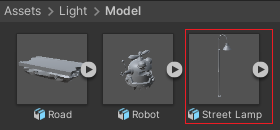 Assets > Light > Model
Road Robot Street Lamp